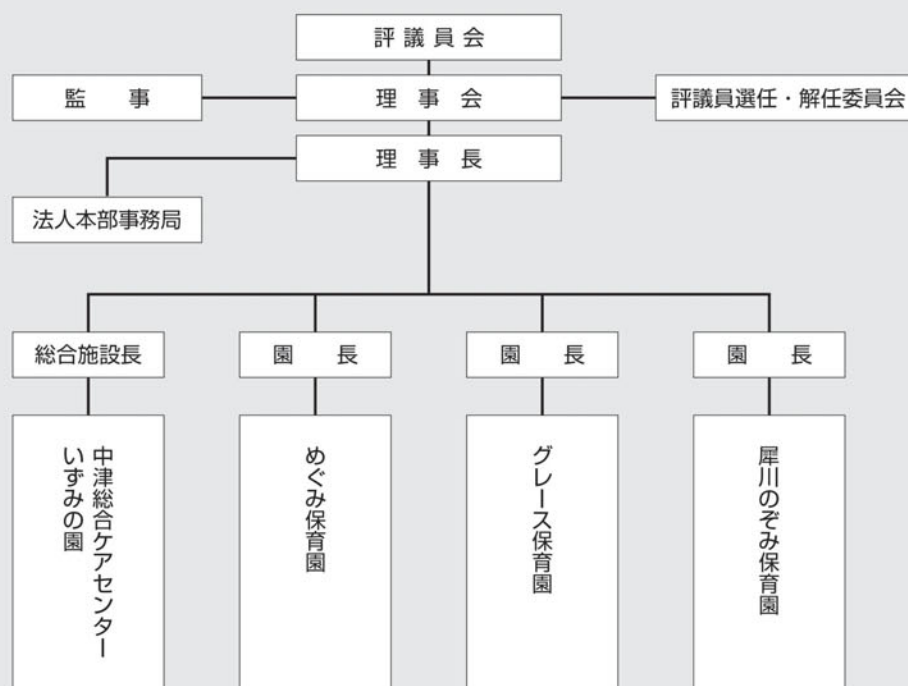 評議員会
監　事
理事会
評議員選任・解任委員会
理事長
法人本部事務局
総合施設長
園　長
園　長
園　長
中津総合ケアセンター
いずみの園
めぐみ保育園
グレース保育園
犀川のぞみ保育園